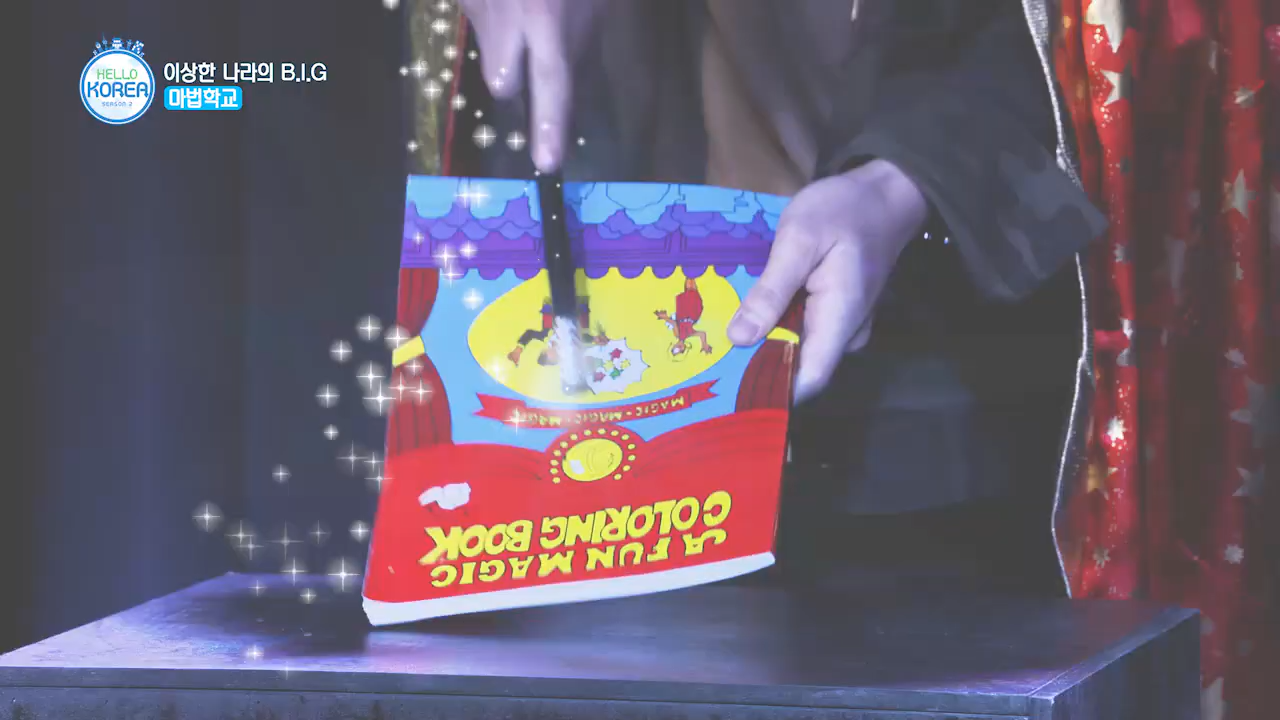 HELLO
KOREA
SEASON 2
이상한 나라의 B.I.G
마법학교
MAGIC • MAGIC • MAGIC
A FUN MAGIC
COLORING BOOK